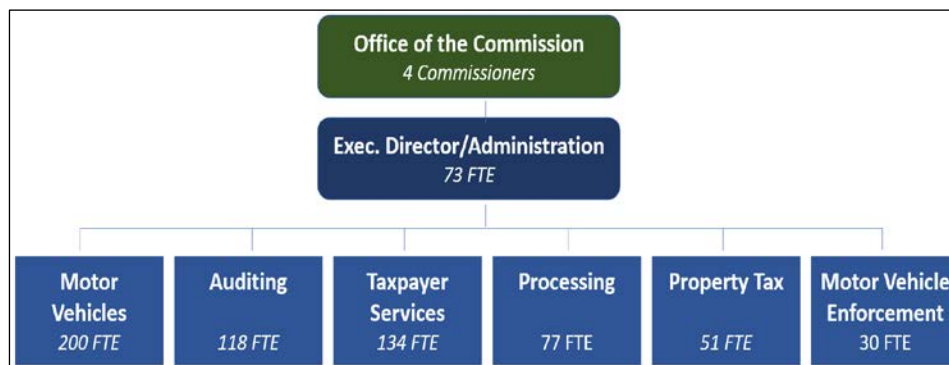 Office of the Commission
4 Commissioners
Exec. Director/Administration
73 FTE
Motor
Vehicles
200 FTE
Auditing
118 FTE
Taxpayer
Services
134 FTE
Processing
77 FTE
Property Tax
51 FTE
Motor Vehicle
Enforcement
30 FTE